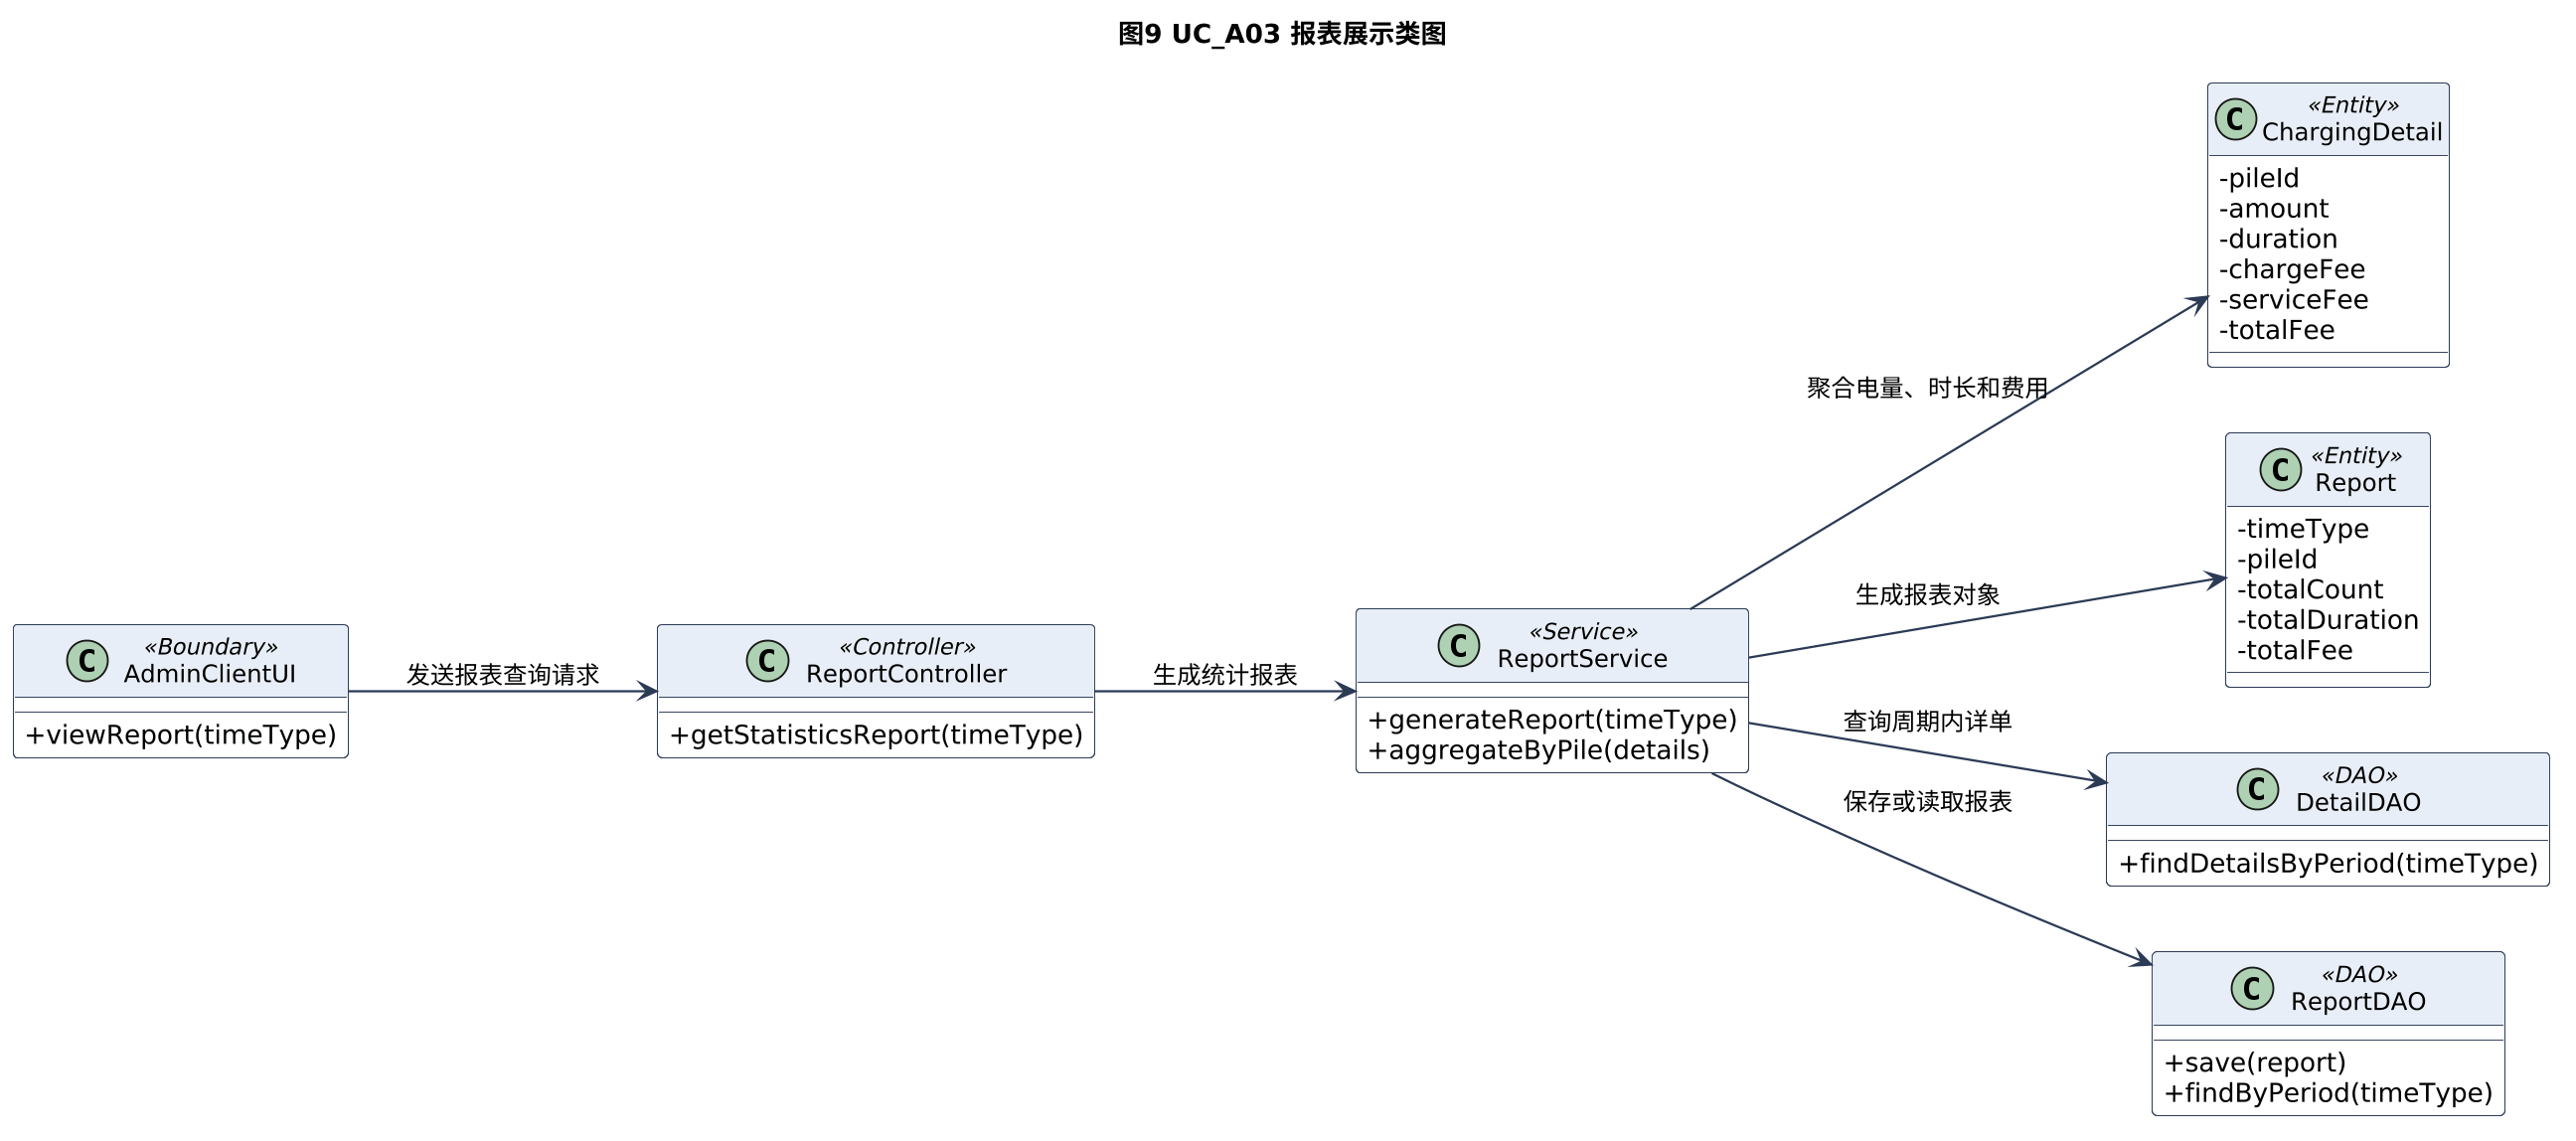 图9 UC_A03 报表展示类图
«Boundary»
C
AdminClientUI
+viewReport(timeType)
发送报表查询请求
«Controller»
C
ReportController
+getStatisticsReport(timeType)
生成统计报表
«Service»
C
ReportService
+generateReport(timeType)
+aggregateByPile(details)
聚合电量、时长和费用
«Entity»
C
ChargingDetail
-pileId
-amount
-duration
-chargeFee
-serviceFee
-totalFee
生成报表对象
«Entity»
C
Report
-timeType
-pileId
-totalCount
-totalDuration
-totalFee
查询周期内详单
«DAO»
C
DetailDAO
+findDetailsByPeriod(timeType)
保存或读取报表
«DAO»
C
ReportDAO
+save(report)
+findByPeriod(timeType)